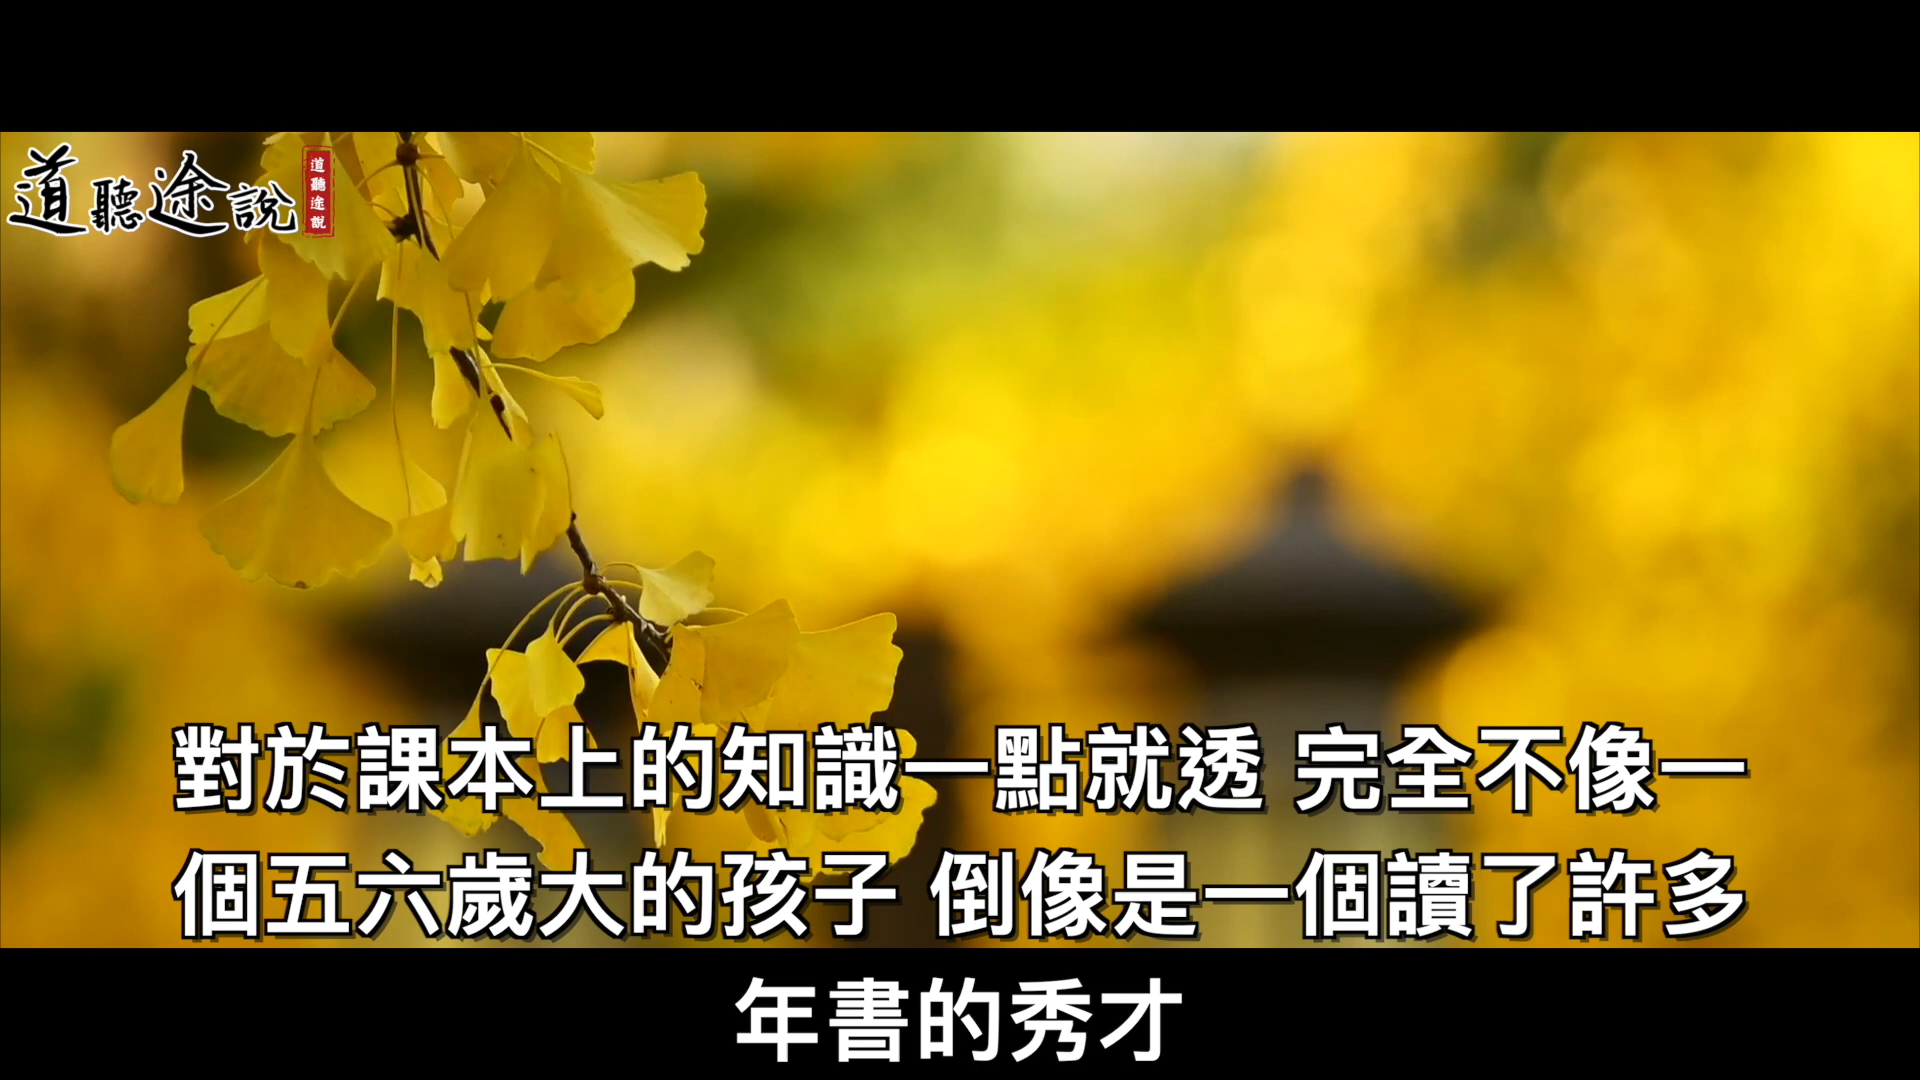 道聽途說
道聽途說
對於課本上的知識一點就透 完全不像一
個五六歲大的孩子 倒像是一個讀了許多
年書的秀才